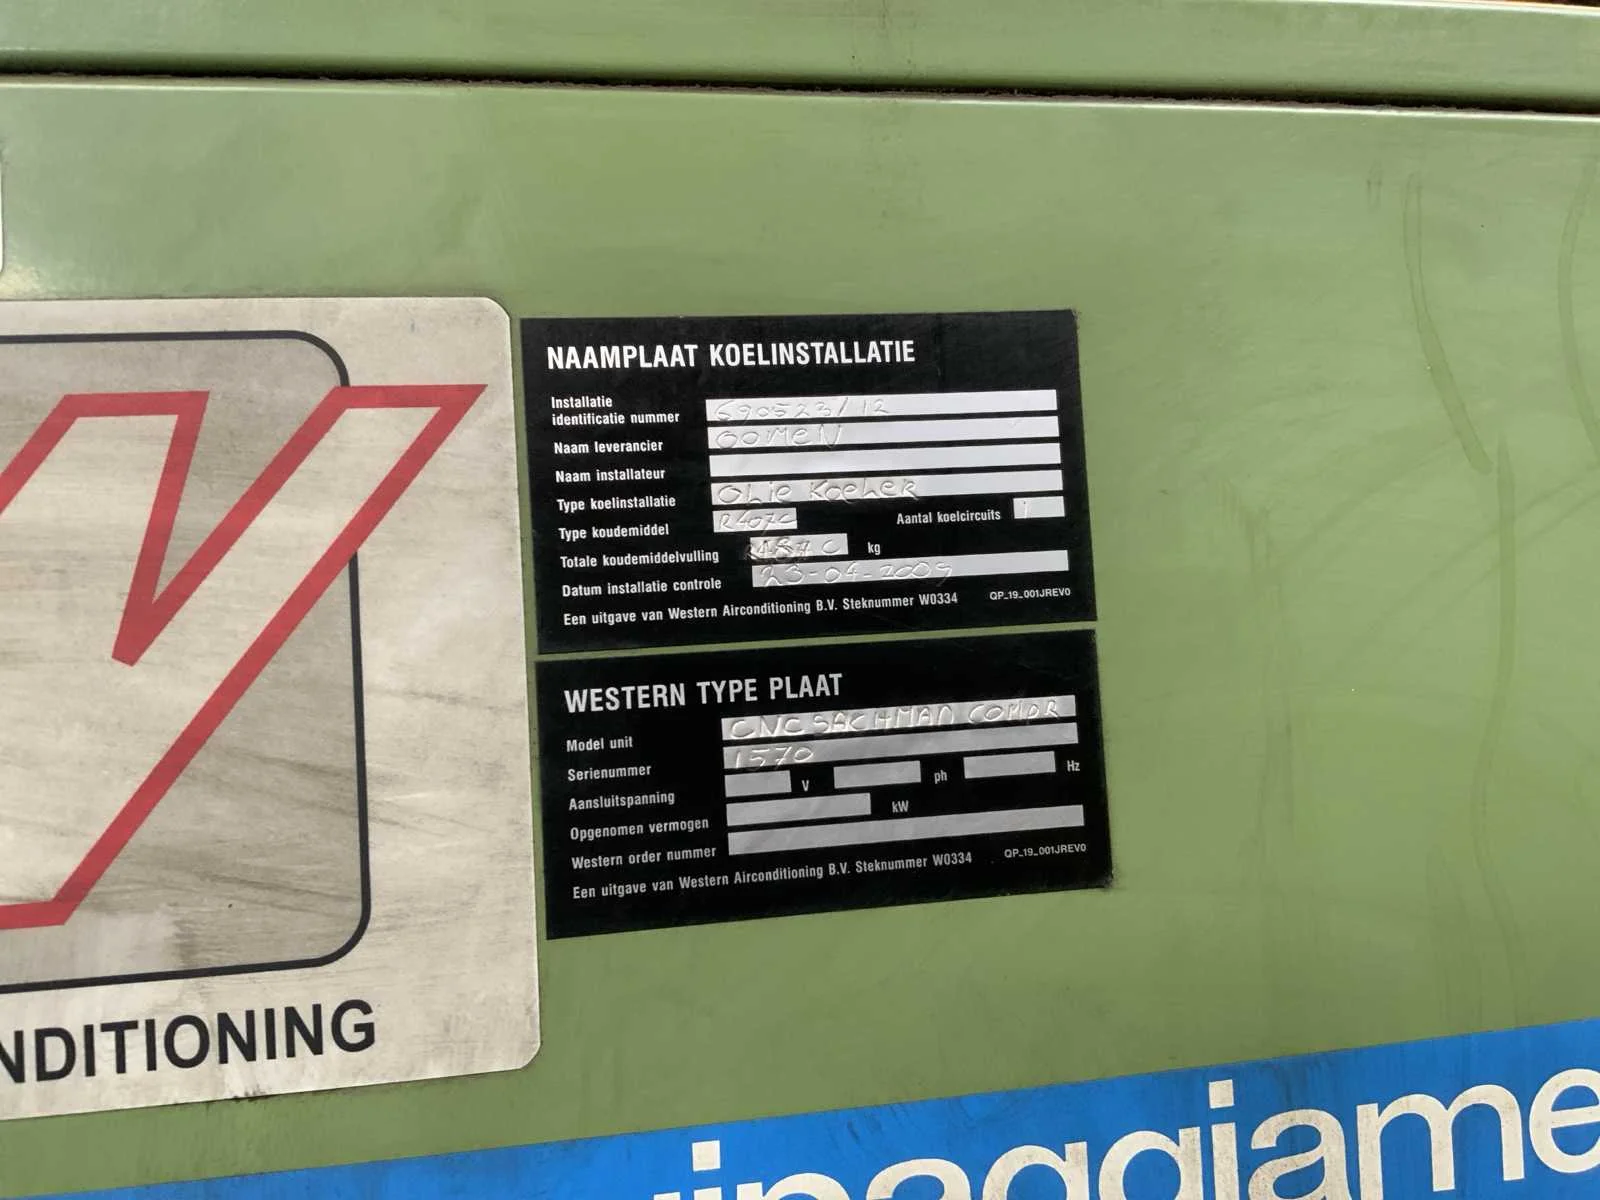 NAAMPLAAT KOELINSTALLATIE
Installatie
identificatie nummer 690523/12
Naam leverancier OOMEN
Naam installateur
Type koelinstallatie OLIE KOELER
Type koudemiddel R407C Aantal koelcircuits 1
Totale koudemiddelvulling kg
Datum installatie controle 23-04-2009
Een uitgave van Western Airconditioning B.V. Steknummer W0334 QP_19_001JREV0
WESTERN TYPE PLAAT
Model unit CNC SACHMAN COMPR
Serienummer 1570
Aansluitspanning V ph Hz
Opgenomen vermogen kW
Western order nummer
Een uitgave van Western Airconditioning B.V. Steknummer W0334 QP_19_001JREV0
NDITIONING
ipaggiame